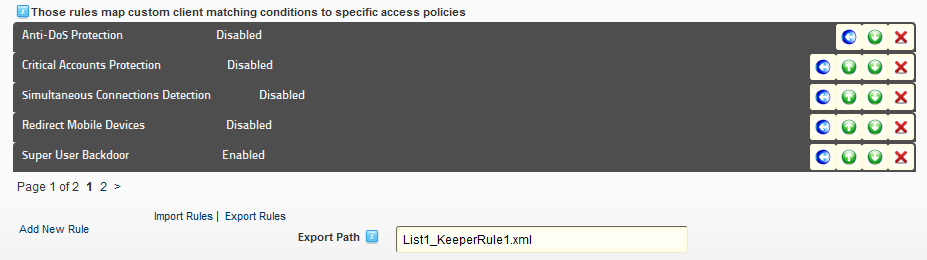 Those rules map custom client matching conditions to specific access policies
Anti-DoS Protection Disabled
Critical Accounts Protection Disabled
Simultaneous Connections Detection Disabled
Redirect Mobile Devices Disabled
Super User Backdoor Enabled
Page 1 of 2 1 2 >
Import Rules | Export Rules
Add New Rule
Export Path List1_KeeperRule1.xml